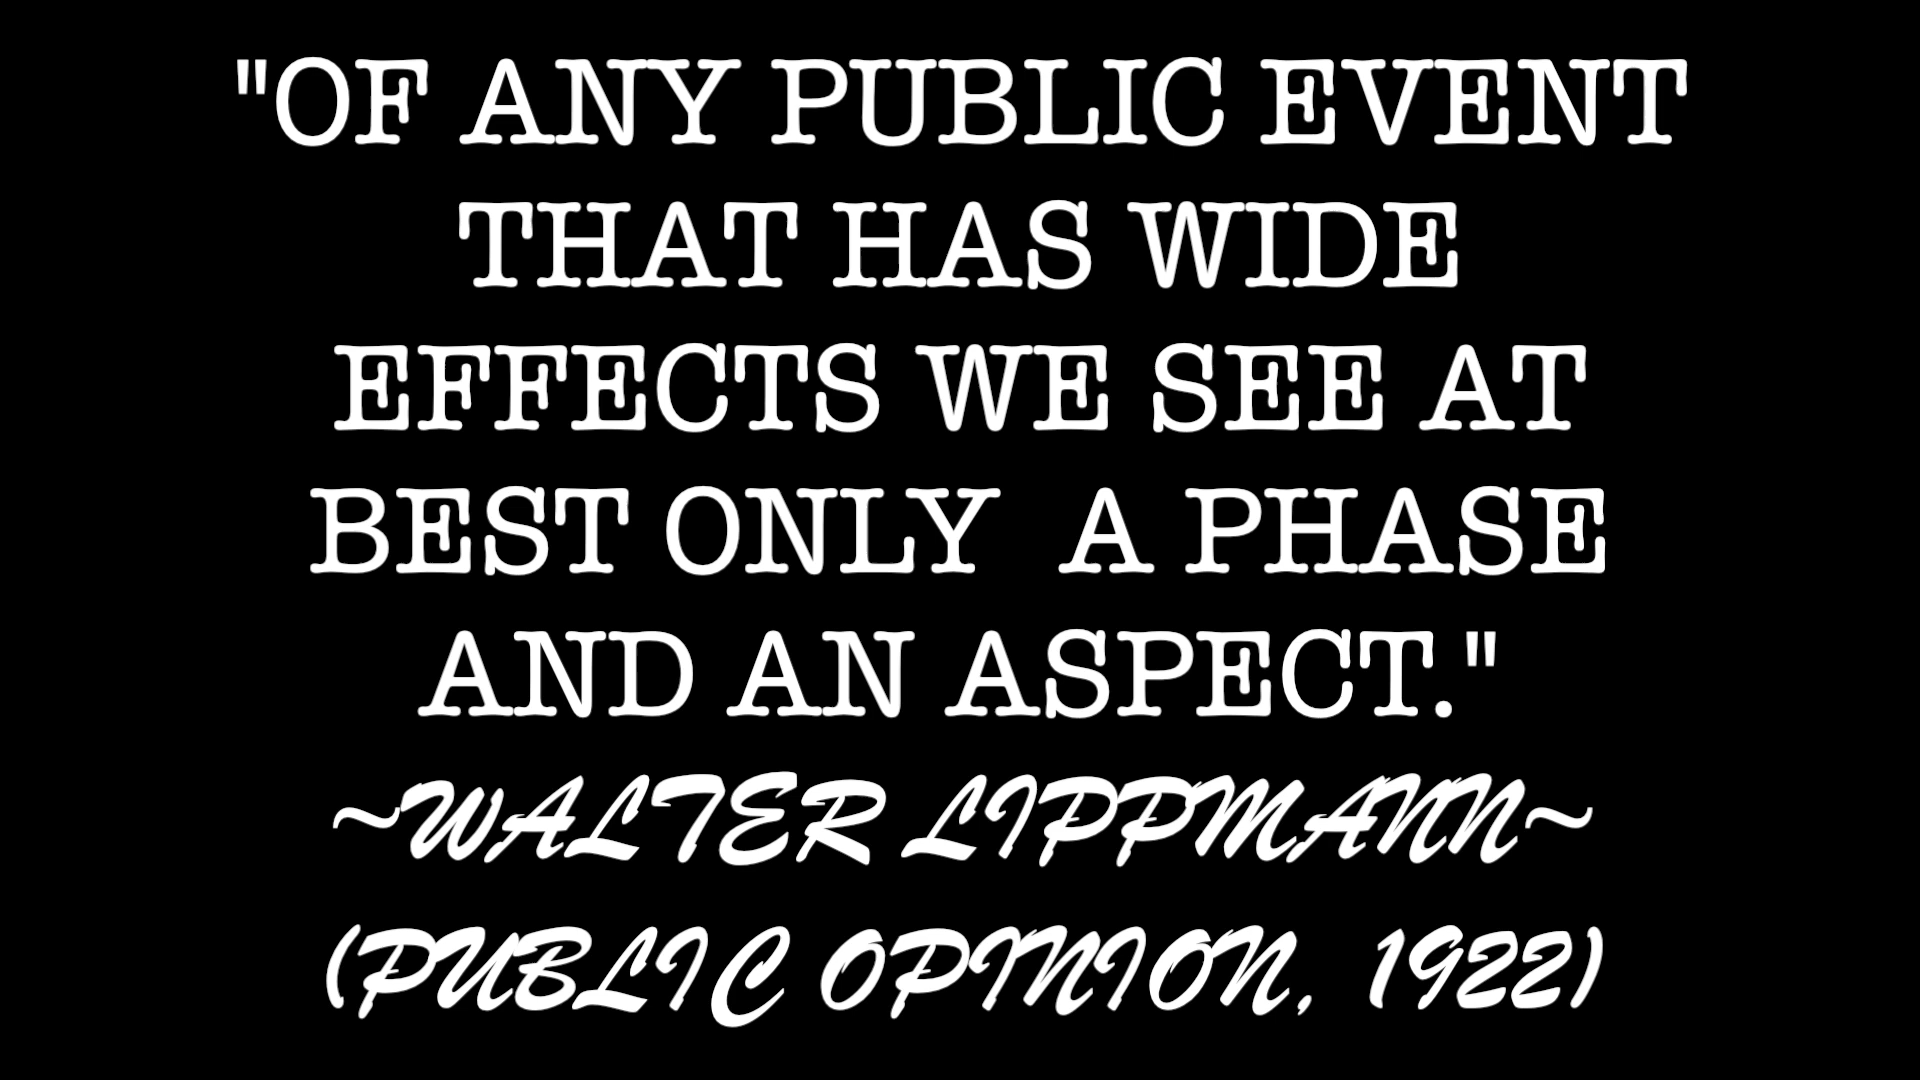 "OF ANY PUBLIC EVENT
THAT HAS WIDE
EFFECTS WE SEE AT
BEST ONLY  A PHASE
AND AN ASPECT."
~WALTER LIPPMANN~
(PUBLIC OPINION, 1922)